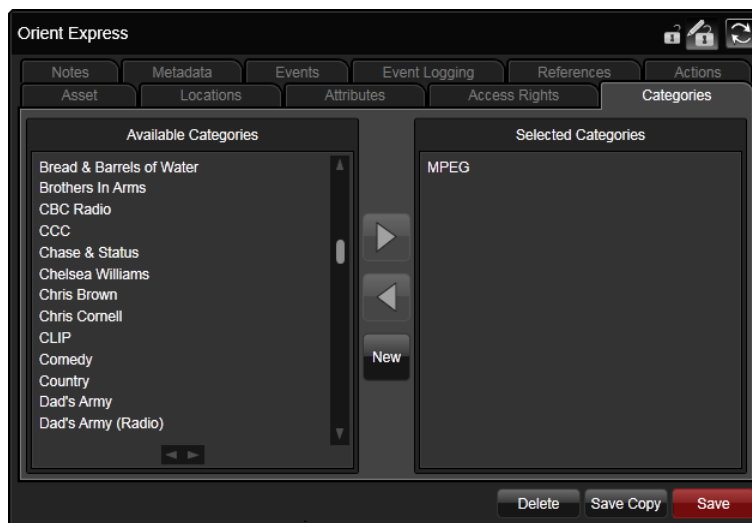 Orient Express
Notes Metadata Events Event Logging References Actions
Asset Locations Attributes Access Rights Categories
Available Categories Selected Categories
Bread & Barrels of Water MPEG
Brothers In Arms
CBC Radio
CCC
Chase & Status
Chelsea Williams
Chris Brown
Chris Cornell
CLIP
New
Comedy
Country
Dad's Army
Dad's Army (Radio)
Delete Save Copy Save